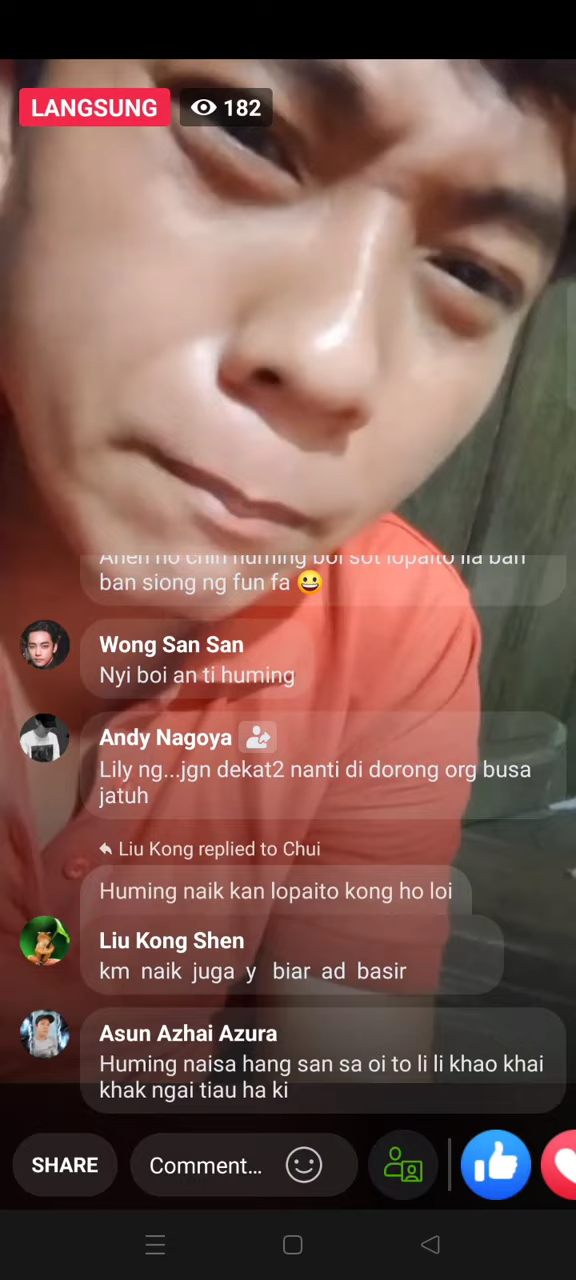 LANGSUNG 182
ban siong ng fun fa 😀
Wong San San
Nyi boi an ti huming
Andy Nagoya
Lily ng...jgn dekat2 nanti di dorong org busa
jatuh
Liu Kong replied to Chui
Huming naik kan lopaito kong ho loi
Liu Kong Shen
km naik juga y biar ad basir
Asun Azhai Azura
Huming naisa hang san sa oi to li li khao khai
khak ngai tiau ha ki
SHARE Comment...